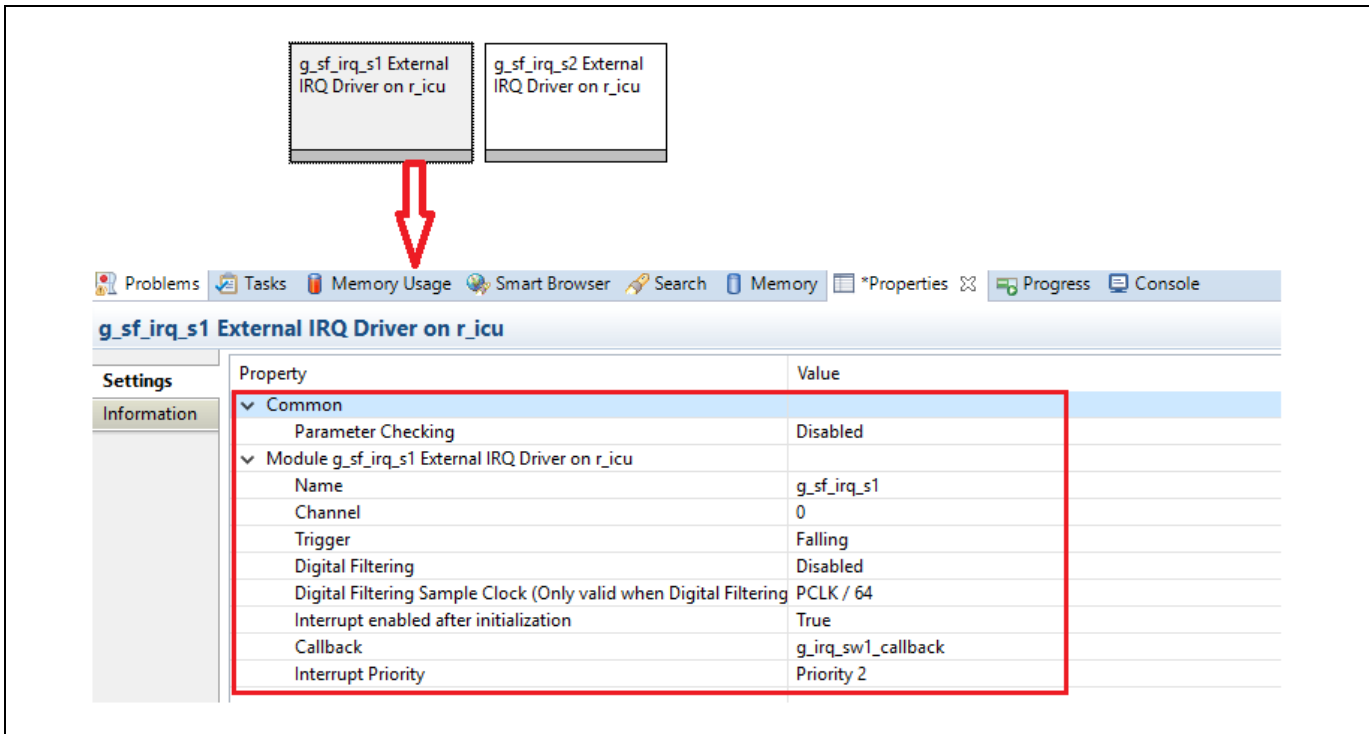 g_sf_irq_s1 External
IRQ Driver on r_icu
g_sf_irq_s2 External
IRQ Driver on r_icu
Problems Tasks Memory Usage Smart Browser Search Memory *Properties Progress Console
g_sf_irq_s1 External IRQ Driver on r_icu
Settings
Information
Property Value
Common
Parameter Checking Disabled
Module g_sf_irq_s1 External IRQ Driver on r_icu
Name g_sf_irq_s1
Channel 0
Trigger Falling
Digital Filtering Disabled
Digital Filtering Sample Clock (Only valid when Digital Filtering PCLK / 64
Interrupt enabled after initialization True
Callback g_irq_sw1_callback
Interrupt Priority Priority 2